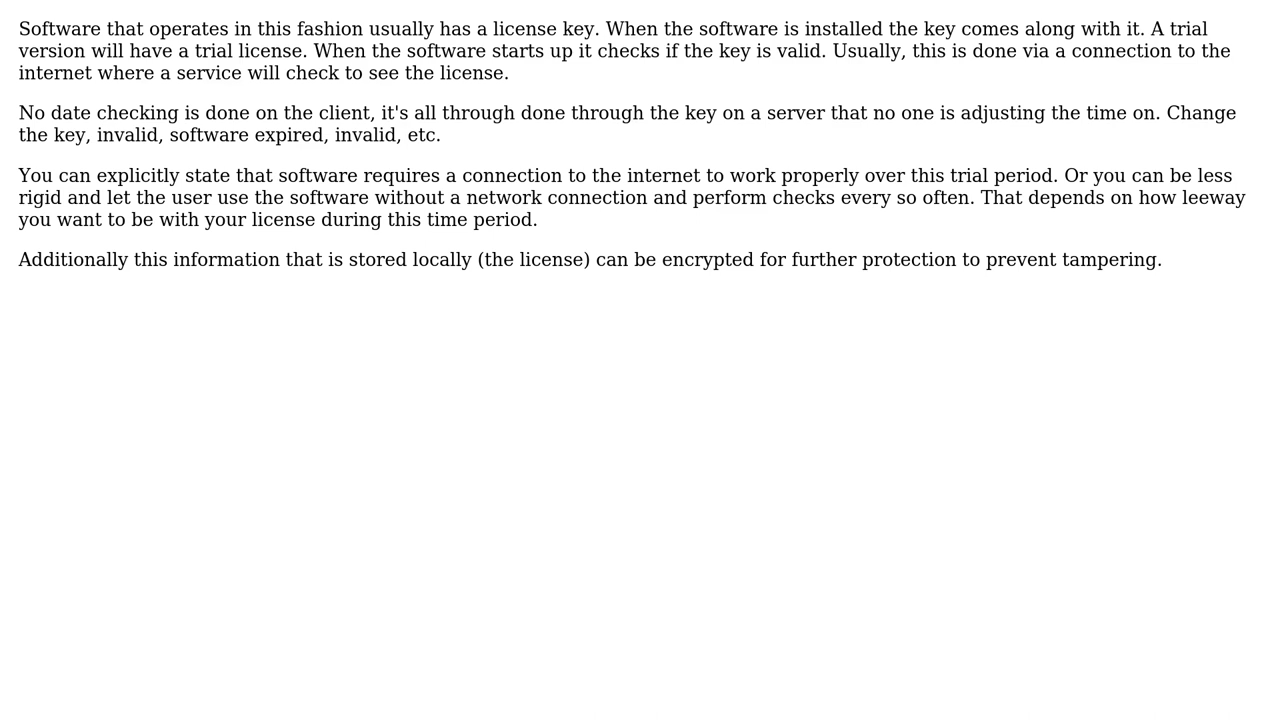 Software that operates in this fashion usually has a license key. When the software is installed the key comes along with it. A trial
version will have a trial license. When the software starts up it checks if the key is valid. Usually, this is done via a connection to the
internet where a service will check to see the license.
No date checking is done on the client, it's all through done through the key on a server that no one is adjusting the time on. Change
the key, invalid, software expired, invalid, etc.
You can explicitly state that software requires a connection to the internet to work properly over this trial period. Or you can be less
rigid and let the user use the software without a network connection and perform checks every so often. That depends on how leeway
you want to be with your license during this time period.
Additionally this information that is stored locally (the license) can be encrypted for further protection to prevent tampering.